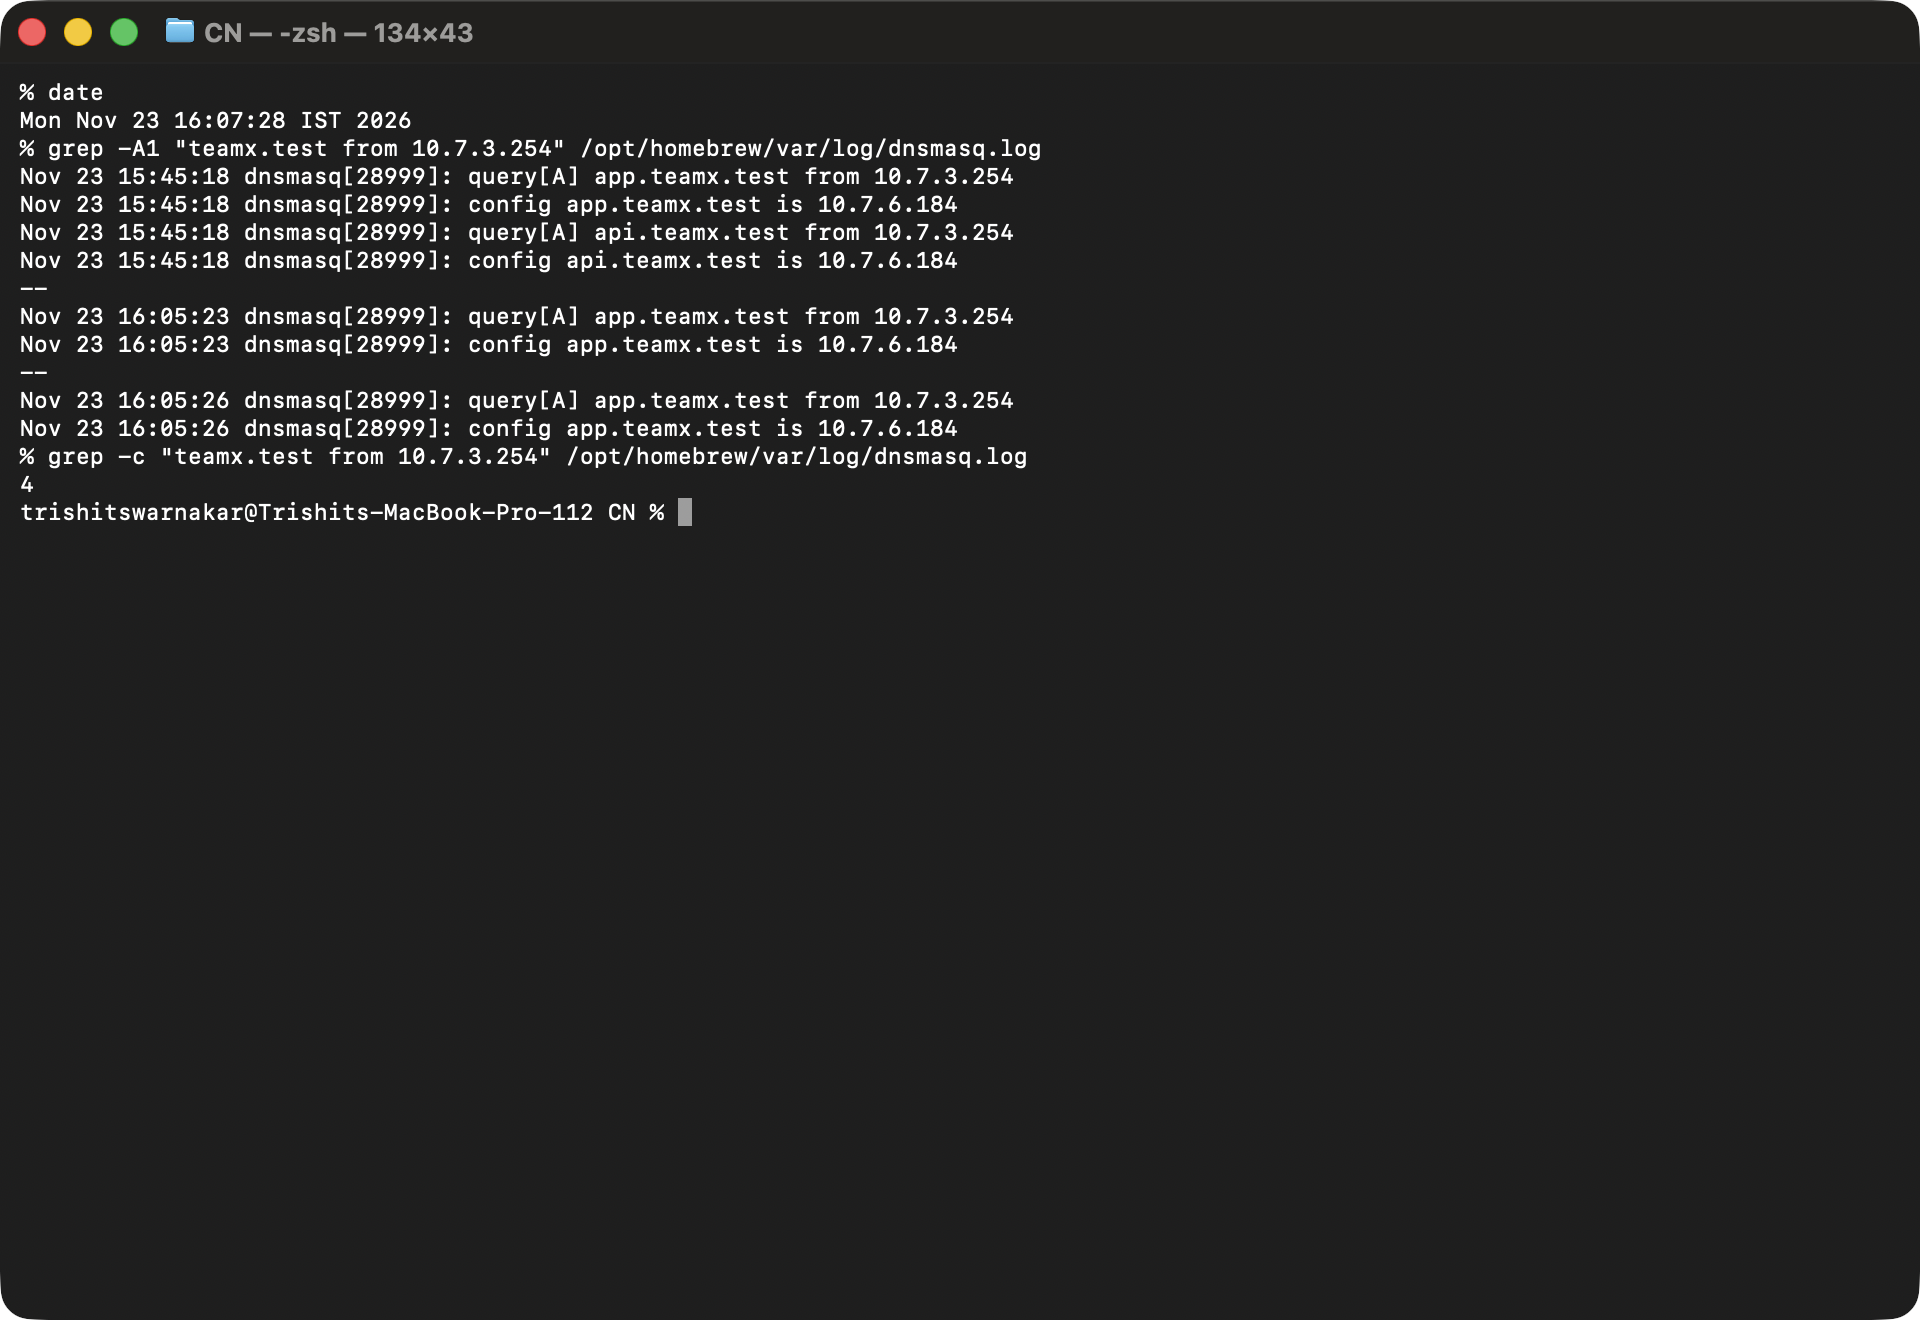 CN — -zsh — 134×43
% date
Mon Nov 23 16:07:28 IST 2026
% grep -A1 "teamx.test from 10.7.3.254" /opt/homebrew/var/log/dnsmasq.log
Nov 23 15:45:18 dnsmasq[28999]: query[A] app.teamx.test from 10.7.3.254
Nov 23 15:45:18 dnsmasq[28999]: config app.teamx.test is 10.7.6.184
Nov 23 15:45:18 dnsmasq[28999]: query[A] api.teamx.test from 10.7.3.254
Nov 23 15:45:18 dnsmasq[28999]: config api.teamx.test is 10.7.6.184
--
Nov 23 16:05:23 dnsmasq[28999]: query[A] app.teamx.test from 10.7.3.254
Nov 23 16:05:23 dnsmasq[28999]: config app.teamx.test is 10.7.6.184
--
Nov 23 16:05:26 dnsmasq[28999]: query[A] app.teamx.test from 10.7.3.254
Nov 23 16:05:26 dnsmasq[28999]: config app.teamx.test is 10.7.6.184
% grep -c "teamx.test from 10.7.3.254" /opt/homebrew/var/log/dnsmasq.log
4
trishitswarnakar@Trishits-MacBook-Pro-112 CN %